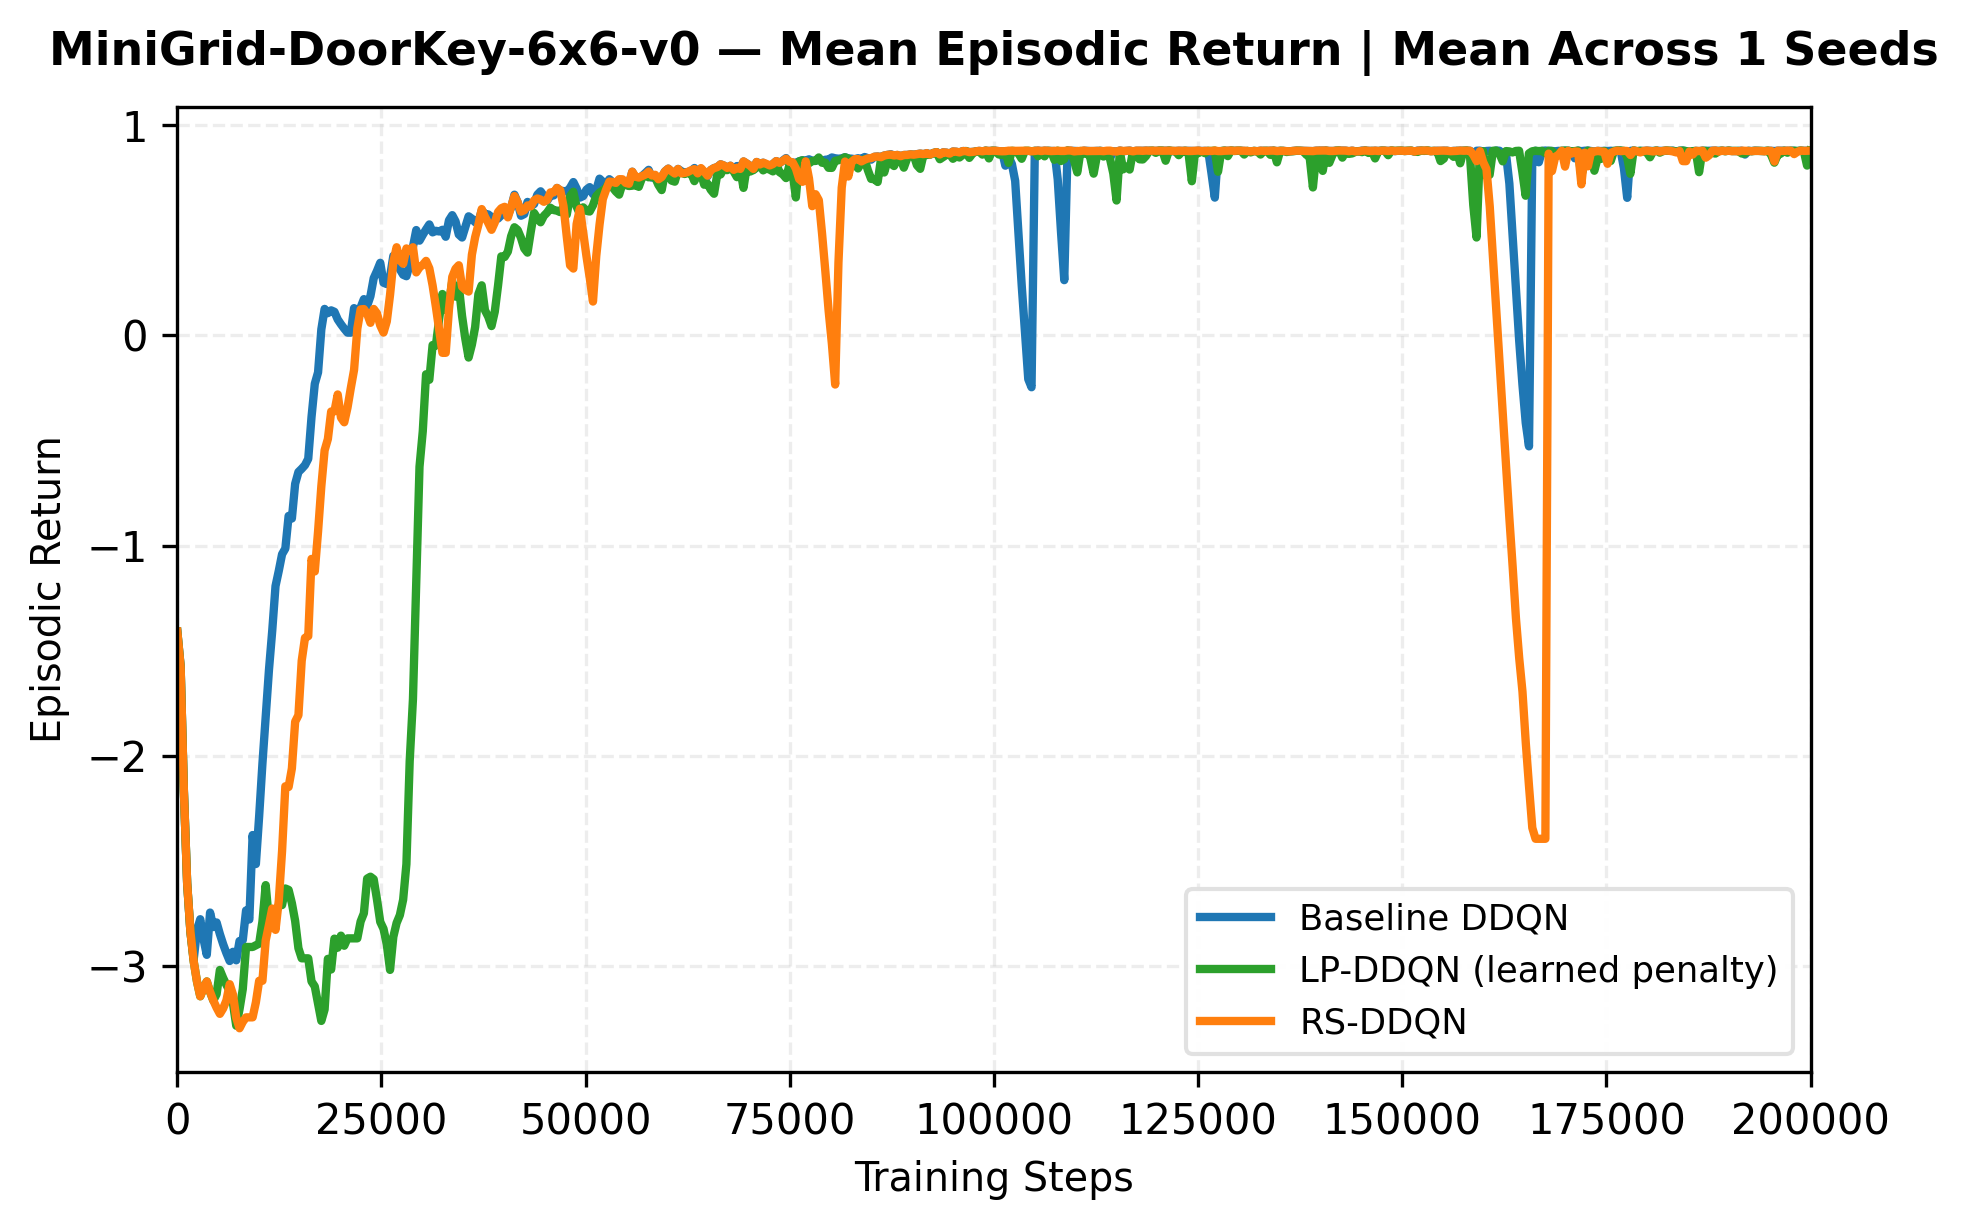 MiniGrid-DoorKey-6x6-v0 — Mean Episodic Return | Mean Across 1 Seeds
1
0
−1
−2
−3
Episodic Return
Baseline DDQN
LP-DDQN (learned penalty)
RS-DDQN
0 25000 50000 75000 100000 125000 150000 175000 200000
Training Steps